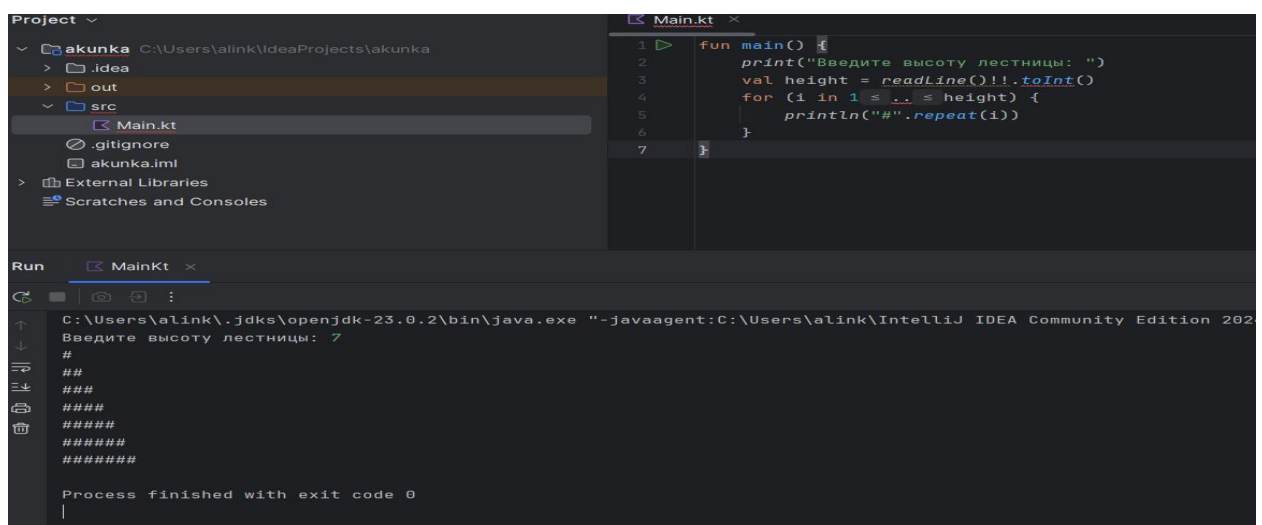 Project
Main.kt
akunka C:\Users\alink\IdeaProjects\akunka
.idea
out
src
Main.kt
.gitignore
akunka.iml
External Libraries
Scratches and Consoles
1 fun main() {
2 print("Введите высоту лестницы: ")
3 val height = readLine()!!.toInt()
4 for (i in 1 ≤ .. ≤ height) {
5 println("#".repeat(i))
6 }
7 }
Run MainKt
C:\Users\alink\.jdks\openjdk-23.0.2\bin\java.exe "-javaagent:C:\Users\alink\IntelliJ IDEA Community Edition 202
Введите высоту лестницы: 7
#
##
###
####
#####
######
#######
Process finished with exit code 0